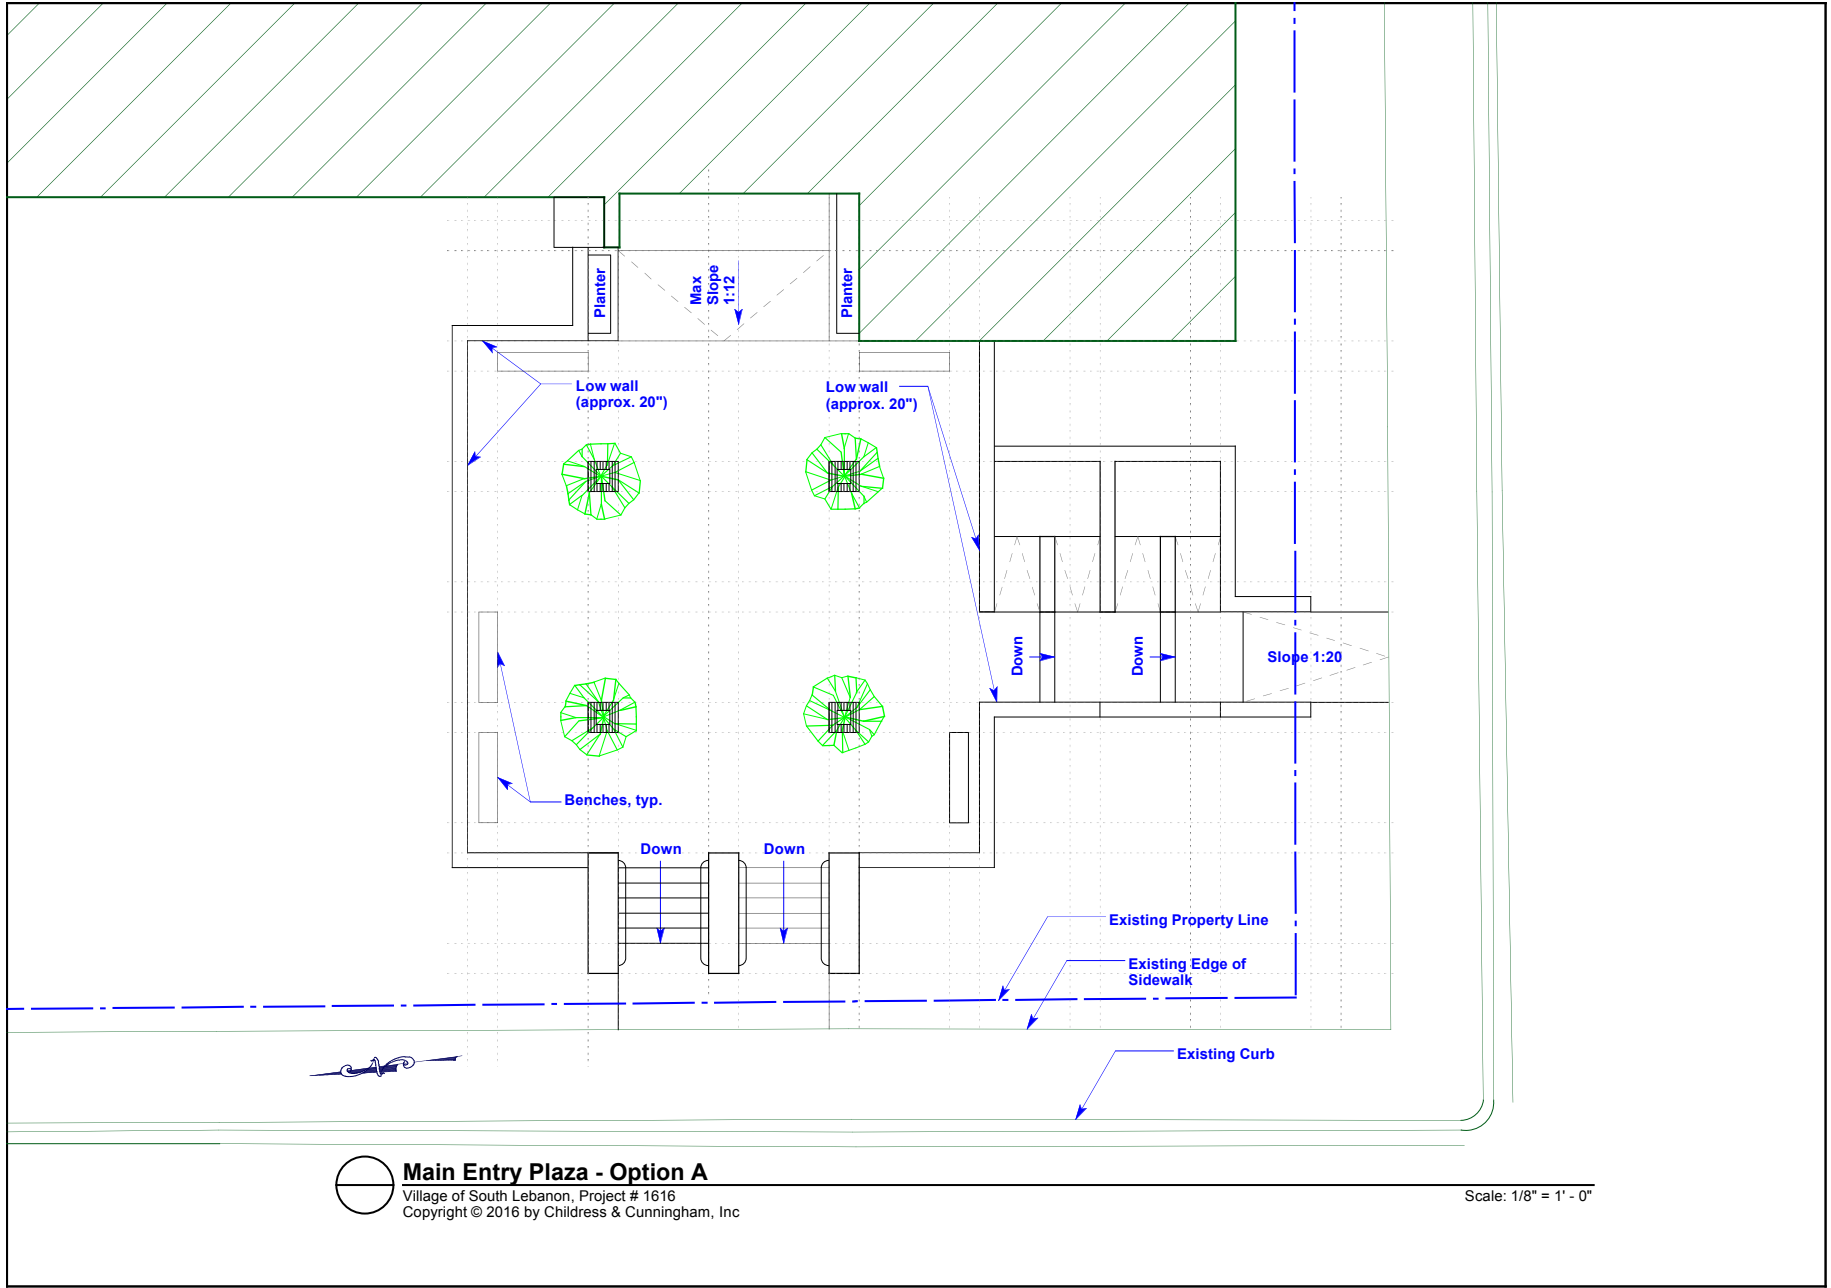 Planter
Max
Slope
1:12
Planter
Low wall
(approx. 20")
Low wall
(approx. 20")
Down
Down
Slope 1:20
Benches, typ.
Down
Down
Existing Property Line
Existing Edge of
Sidewalk
Existing Curb
N
Main Entry Plaza - Option A
Village of South Lebanon, Project # 1616
Copyright © 2016 by Childress & Cunningham, Inc
Scale: 1/8" = 1' - 0"